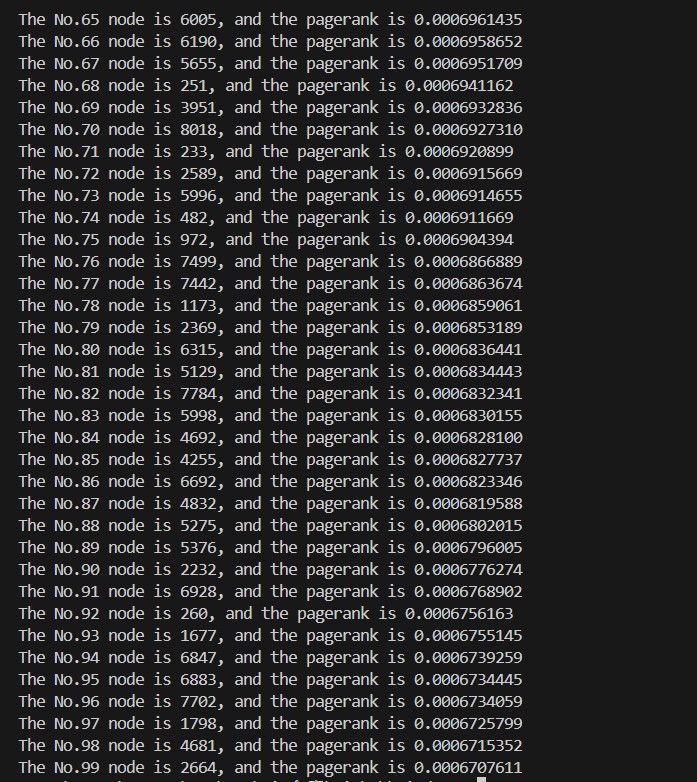 The No.65 node is 6005, and the pagerank is 0.0006961435
The No.66 node is 6190, and the pagerank is 0.0006958652
The No.67 node is 5655, and the pagerank is 0.0006951709
The No.68 node is 251, and the pagerank is 0.0006941162
The No.69 node is 3951, and the pagerank is 0.0006932836
The No.70 node is 8018, and the pagerank is 0.0006927310
The No.71 node is 233, and the pagerank is 0.0006920899
The No.72 node is 2589, and the pagerank is 0.0006915669
The No.73 node is 5996, and the pagerank is 0.0006914655
The No.74 node is 482, and the pagerank is 0.0006911669
The No.75 node is 972, and the pagerank is 0.0006904394
The No.76 node is 7499, and the pagerank is 0.0006866889
The No.77 node is 7442, and the pagerank is 0.0006863674
The No.78 node is 1173, and the pagerank is 0.0006859061
The No.79 node is 2369, and the pagerank is 0.0006853189
The No.80 node is 6315, and the pagerank is 0.0006836441
The No.81 node is 5129, and the pagerank is 0.0006834443
The No.82 node is 7784, and the pagerank is 0.0006832341
The No.83 node is 5998, and the pagerank is 0.0006830155
The No.84 node is 4692, and the pagerank is 0.0006828100
The No.85 node is 4255, and the pagerank is 0.0006827737
The No.86 node is 6692, and the pagerank is 0.0006823346
The No.87 node is 4832, and the pagerank is 0.0006819588
The No.88 node is 5275, and the pagerank is 0.0006802015
The No.89 node is 5376, and the pagerank is 0.0006796005
The No.90 node is 2232, and the pagerank is 0.0006776274
The No.91 node is 6928, and the pagerank is 0.0006768902
The No.92 node is 260, and the pagerank is 0.0006756163
The No.93 node is 1677, and the pagerank is 0.0006755145
The No.94 node is 6847, and the pagerank is 0.0006739259
The No.95 node is 6883, and the pagerank is 0.0006734445
The No.96 node is 7702, and the pagerank is 0.0006734059
The No.97 node is 1798, and the pagerank is 0.0006725799
The No.98 node is 4681, and the pagerank is 0.0006715352
The No.99 node is 2664, and the pagerank is 0.0006707611